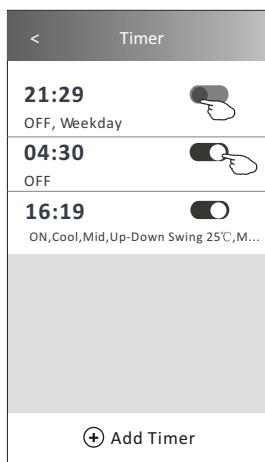 < Timer
21:29
OFF, Weekday
04:30
OFF
16:19
ON,Cool,Mid,Up-Down Swing 25℃,M...
Add Timer